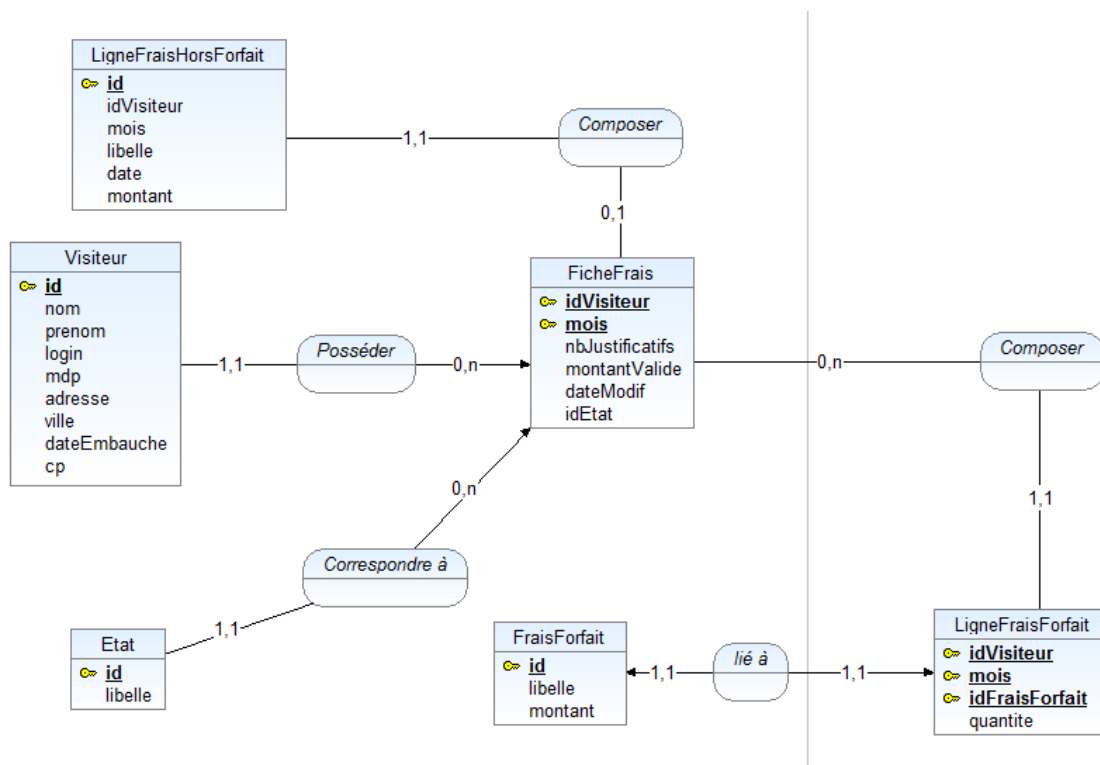 LigneFraisHorsForfait
id
idVisiteur
mois
libelle
date
montant
1,1
Composer
0,1
Visiteur
id
nom
prenom
login
mdp
adresse
ville
dateEmbauche
cp
1,1
Posséder
0,n
FicheFrais
idVisiteur
mois
nbJustificatifs
montantValide
dateModif
idEtat
0,n
Composer
1,1
0,n
Correspondre à
1,1
Etat
id
libelle
FraisForfait
id
libelle
montant
1,1
lié à
1,1
LigneFraisForfait
idVisiteur
mois
idFraisForfait
quantite